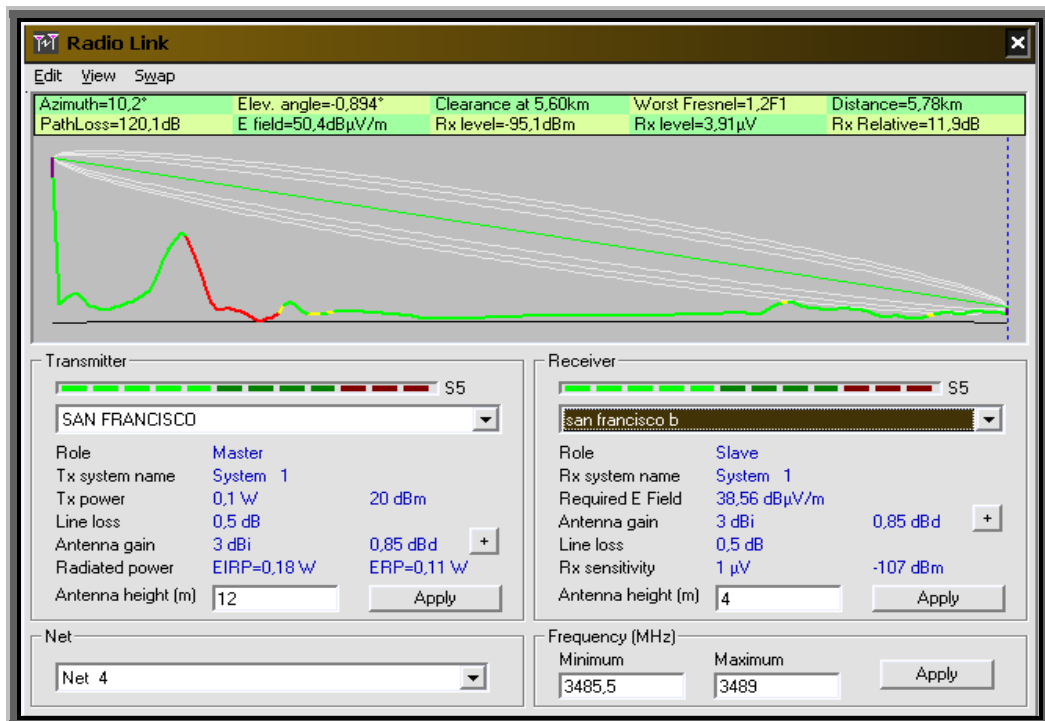 Radio Link
Edit View Swap
Azimuth=10,2° Elev. angle=-0,894° Clearance at 5,60km Worst Fresnel=1,2F1 Distance=5,78km
PathLoss=120,1dB E field=50,4dBµV/m Rx level=-95,1dBm Rx level=3,91µV Rx Relative=11,9dB
Transmitter
S5
SAN FRANCISCO
Role Master
Tx system name System 1
Tx power 0,1 W 20 dBm
Line loss 0,5 dB
Antenna gain 3 dBi 0,85 dBd +
Radiated power EIRP=0,18 W ERP=0,11 W
Antenna height (m) 12 Apply
Receiver
S5
san francisco b
Role Slave
Rx system name System 1
Required E Field 38,56 dBµV/m
Antenna gain 3 dBi 0,85 dBd +
Line loss 0,5 dB
Rx sensitivity 1 µV -107 dBm
Antenna height (m) 4 Apply
Net
Net 4
Frequency (MHz)
Minimum Maximum
3485,5 3489 Apply